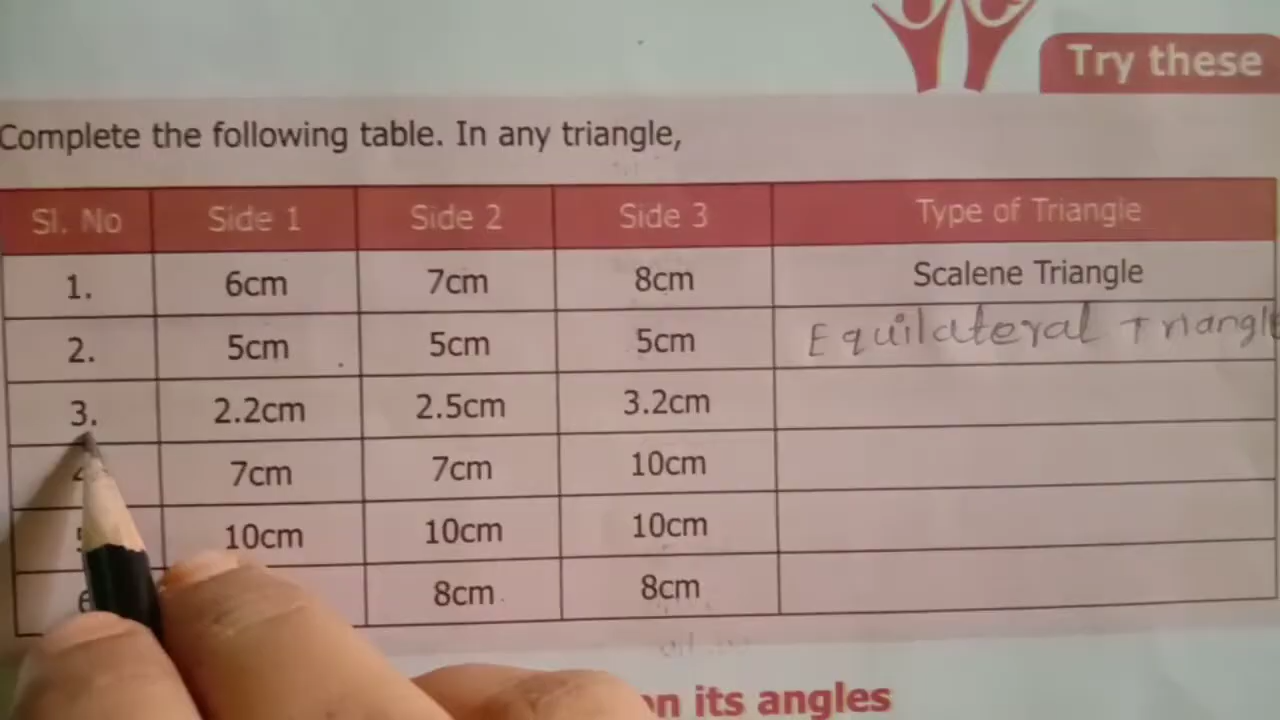 Try these
Complete the following table. In any triangle,
Sl. No Side 1 Side 2 Side 3 Type of Triangle
1. 6cm 7cm 8cm Scalene Triangle
2. 5cm 5cm 5cm Equilateral Triangle
3. 2.2cm 2.5cm 3.2cm
7cm 7cm 10cm
10cm 10cm 10cm
8cm 8cm
its angles